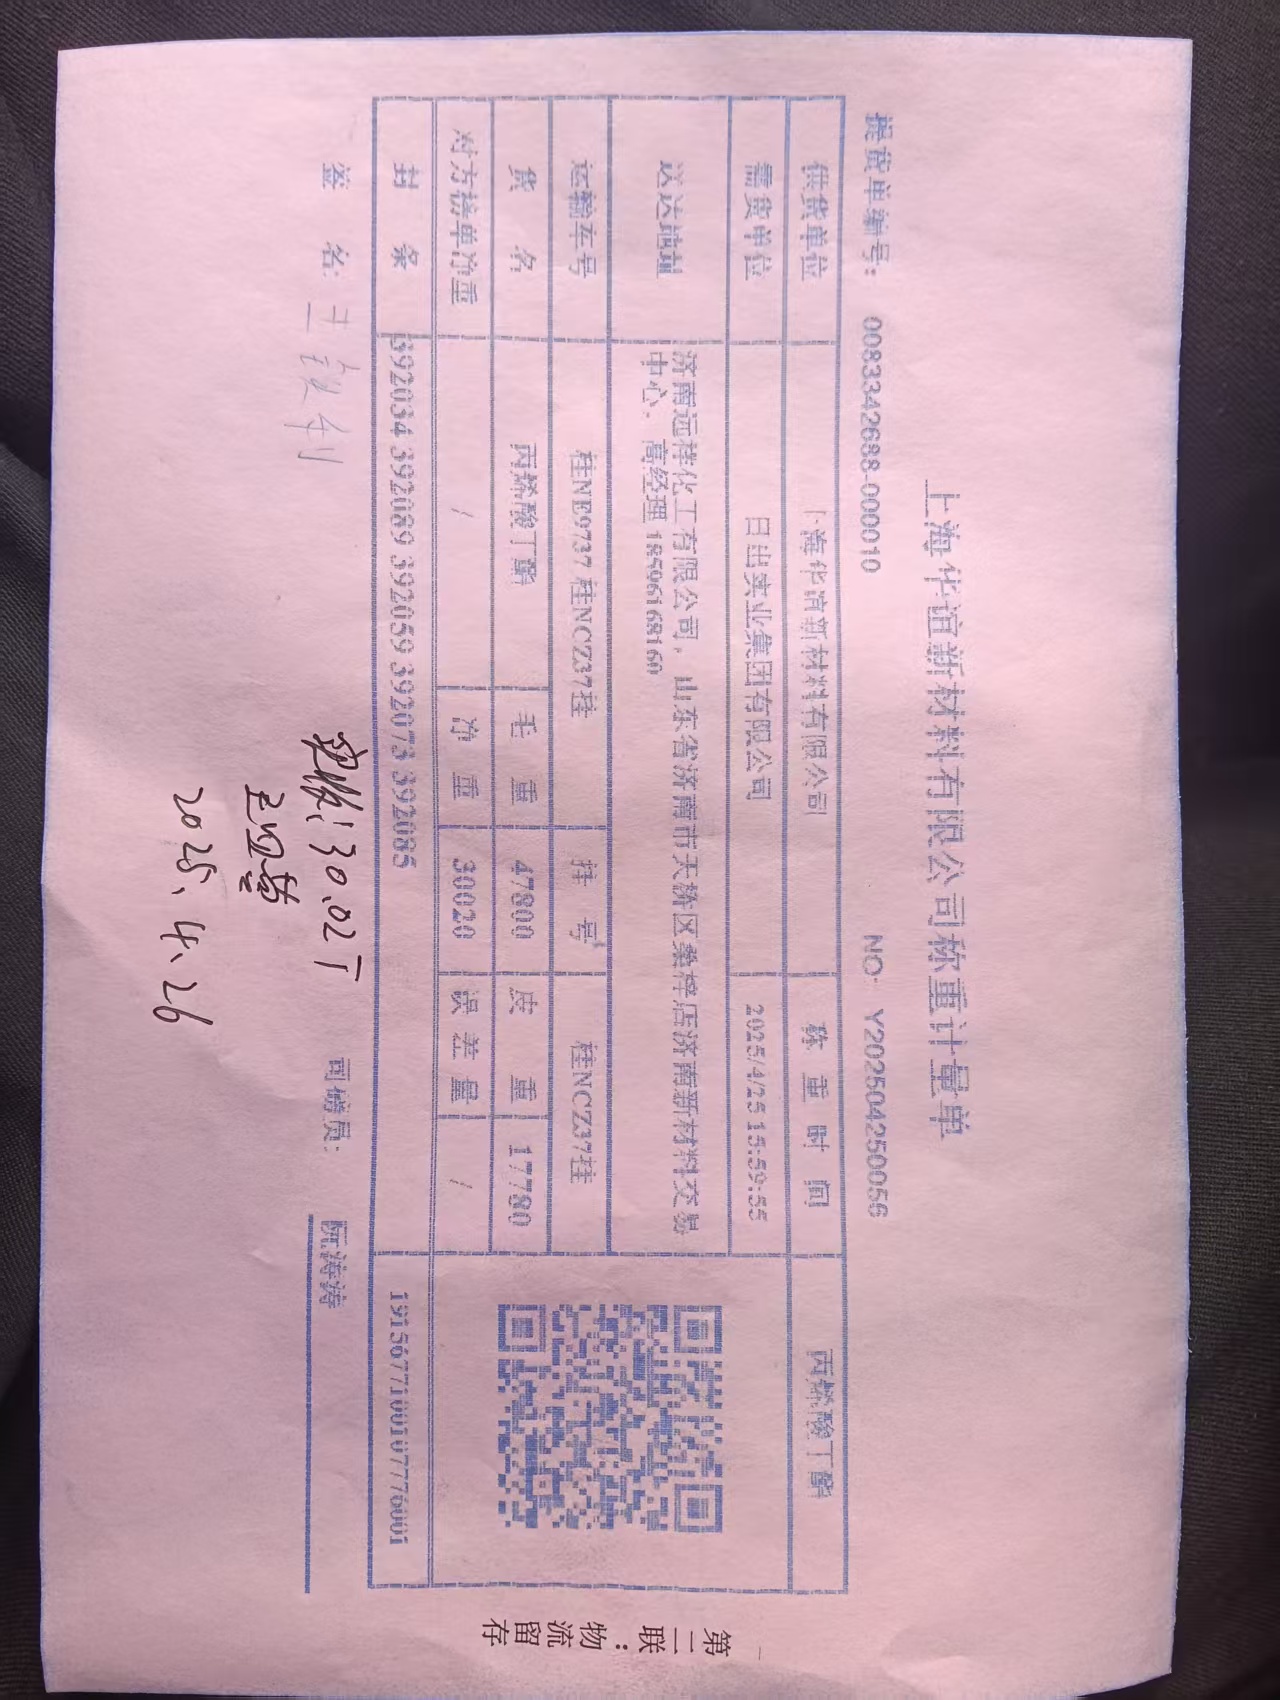 上海华谊新材料有限公司称重计量单
提货单编号: 0083342688-000010 NO: Y202504250056
供货单位 上海华谊新材料有限公司 称重时间 丙烯酸丁酯
需货单位 日出实业集团有限公司 2025/4/25 15:59:55
送达地址 济南远祥化工有限公司,山东省济南市天桥区桑梓店济南新材料交易
中心,高经理 18506168160
运输车号 桂NE9737 桂NCZ37挂 挂号 桂NCZ37挂
货名 丙烯酸丁酯 毛重 47800 皮重 17780
对方榜单净重 / 净重 30020 误差量 /
封条 392034 392089 392059 392073 392085 1915677100107776001
签名: 司磅员: 阮海涛
30.02 T
2025.4.26
第二联:物流留存